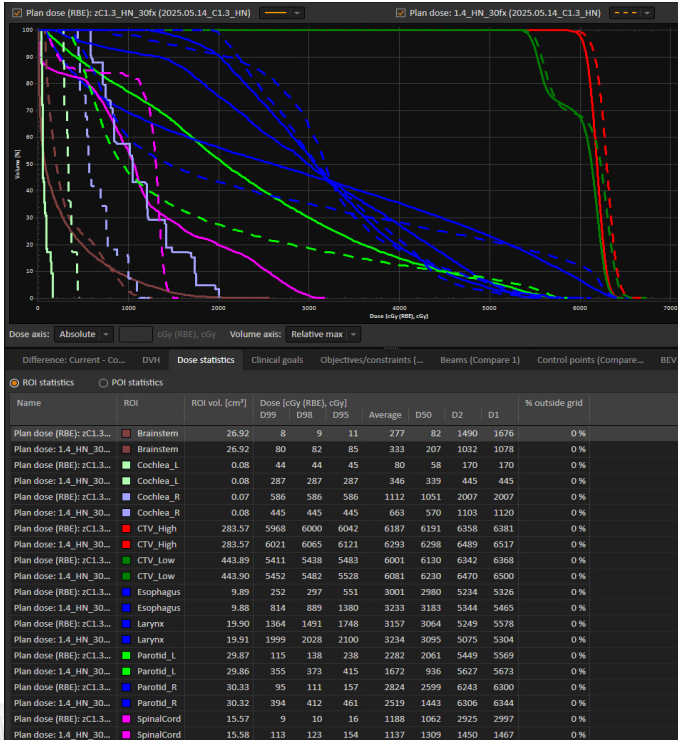 Plan dose (RBE): zC1.3_HN_30fx (2025.05.14_C1.3_HN)
Plan dose: 1.4_HN_30fx (2025.05.14_C1.3_HN)
100
90
80
70
60
50
40
30
20
10
0
Volume [%]
0 1000 2000 3000 4000 5000 6000 7000
Dose [cGy (RBE), cGy]
Dose axis: Absolute cGy (RBE), cGy Volume axis: Relative max
Difference: Current - Co... DVH Dose statistics Clinical goals Objectives/constraints (... Beams (Compare 1) Control points (Compare... BEV
ROI statistics POI statistics
Name ROI ROI vol. [cm³] Dose [cGy (RBE), cGy] % outside grid
D99 D98 D95 Average D50 D2 D1
Plan dose (RBE): zC1.3... Brainstem 26.92 8 9 11 277 82 1490 1676 0 %
Plan dose: 1.4_HN_30... Brainstem 26.92 80 82 85 333 207 1032 1078 0 %
Plan dose (RBE): zC1.3... Cochlea_L 0.08 44 44 45 80 58 170 170 0 %
Plan dose: 1.4_HN_30... Cochlea_L 0.08 287 287 287 346 339 445 445 0 %
Plan dose (RBE): zC1.3... Cochlea_R 0.07 586 586 586 1112 1051 2007 2007 0 %
Plan dose: 1.4_HN_30... Cochlea_R 0.08 445 445 445 663 570 1103 1120 0 %
Plan dose (RBE): zC1.3... CTV_High 283.57 5968 6000 6042 6187 6191 6358 6381 0 %
Plan dose: 1.4_HN_30... CTV_High 283.57 6021 6065 6121 6293 6298 6489 6517 0 %
Plan dose (RBE): zC1.3... CTV_Low 443.89 5411 5438 5483 6001 6130 6342 6368 0 %
Plan dose: 1.4_HN_30... CTV_Low 443.90 5452 5482 5528 6081 6230 6470 6500 0 %
Plan dose (RBE): zC1.3... Esophagus 9.89 252 297 551 3001 2980 5234 5326 0 %
Plan dose: 1.4_HN_30... Esophagus 9.88 814 889 1380 3233 3183 5344 5465 0 %
Plan dose (RBE): zC1.3... Larynx 19.90 1364 1491 1748 3157 3064 5249 5578 0 %
Plan dose: 1.4_HN_30... Larynx 19.91 1999 2028 2100 3234 3095 5075 5304 0 %
Plan dose (RBE): zC1.3... Parotid_L 29.87 115 138 238 2282 2061 5449 5569 0 %
Plan dose: 1.4_HN_30... Parotid_L 29.86 355 373 415 1672 936 5627 5673 0 %
Plan dose (RBE): zC1.3... Parotid_R 30.33 95 111 157 2824 2599 6243 6300 0 %
Plan dose: 1.4_HN_30... Parotid_R 30.32 394 412 461 2519 1443 6306 6344 0 %
Plan dose (RBE): zC1.3... SpinalCord 15.57 9 10 16 1188 1062 2925 2997 0 %
Plan dose: 1.4_HN_30... SpinalCord 15.58 113 123 154 1137 1309 1450 1467 0 %